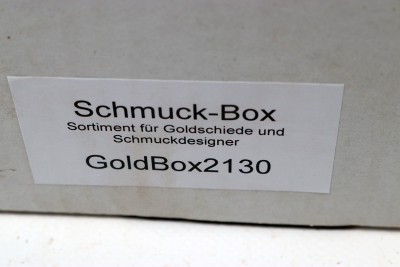 Schmuck-Box
Sortiment für Goldschiede und
Schmuckdesigner
GoldBox2130